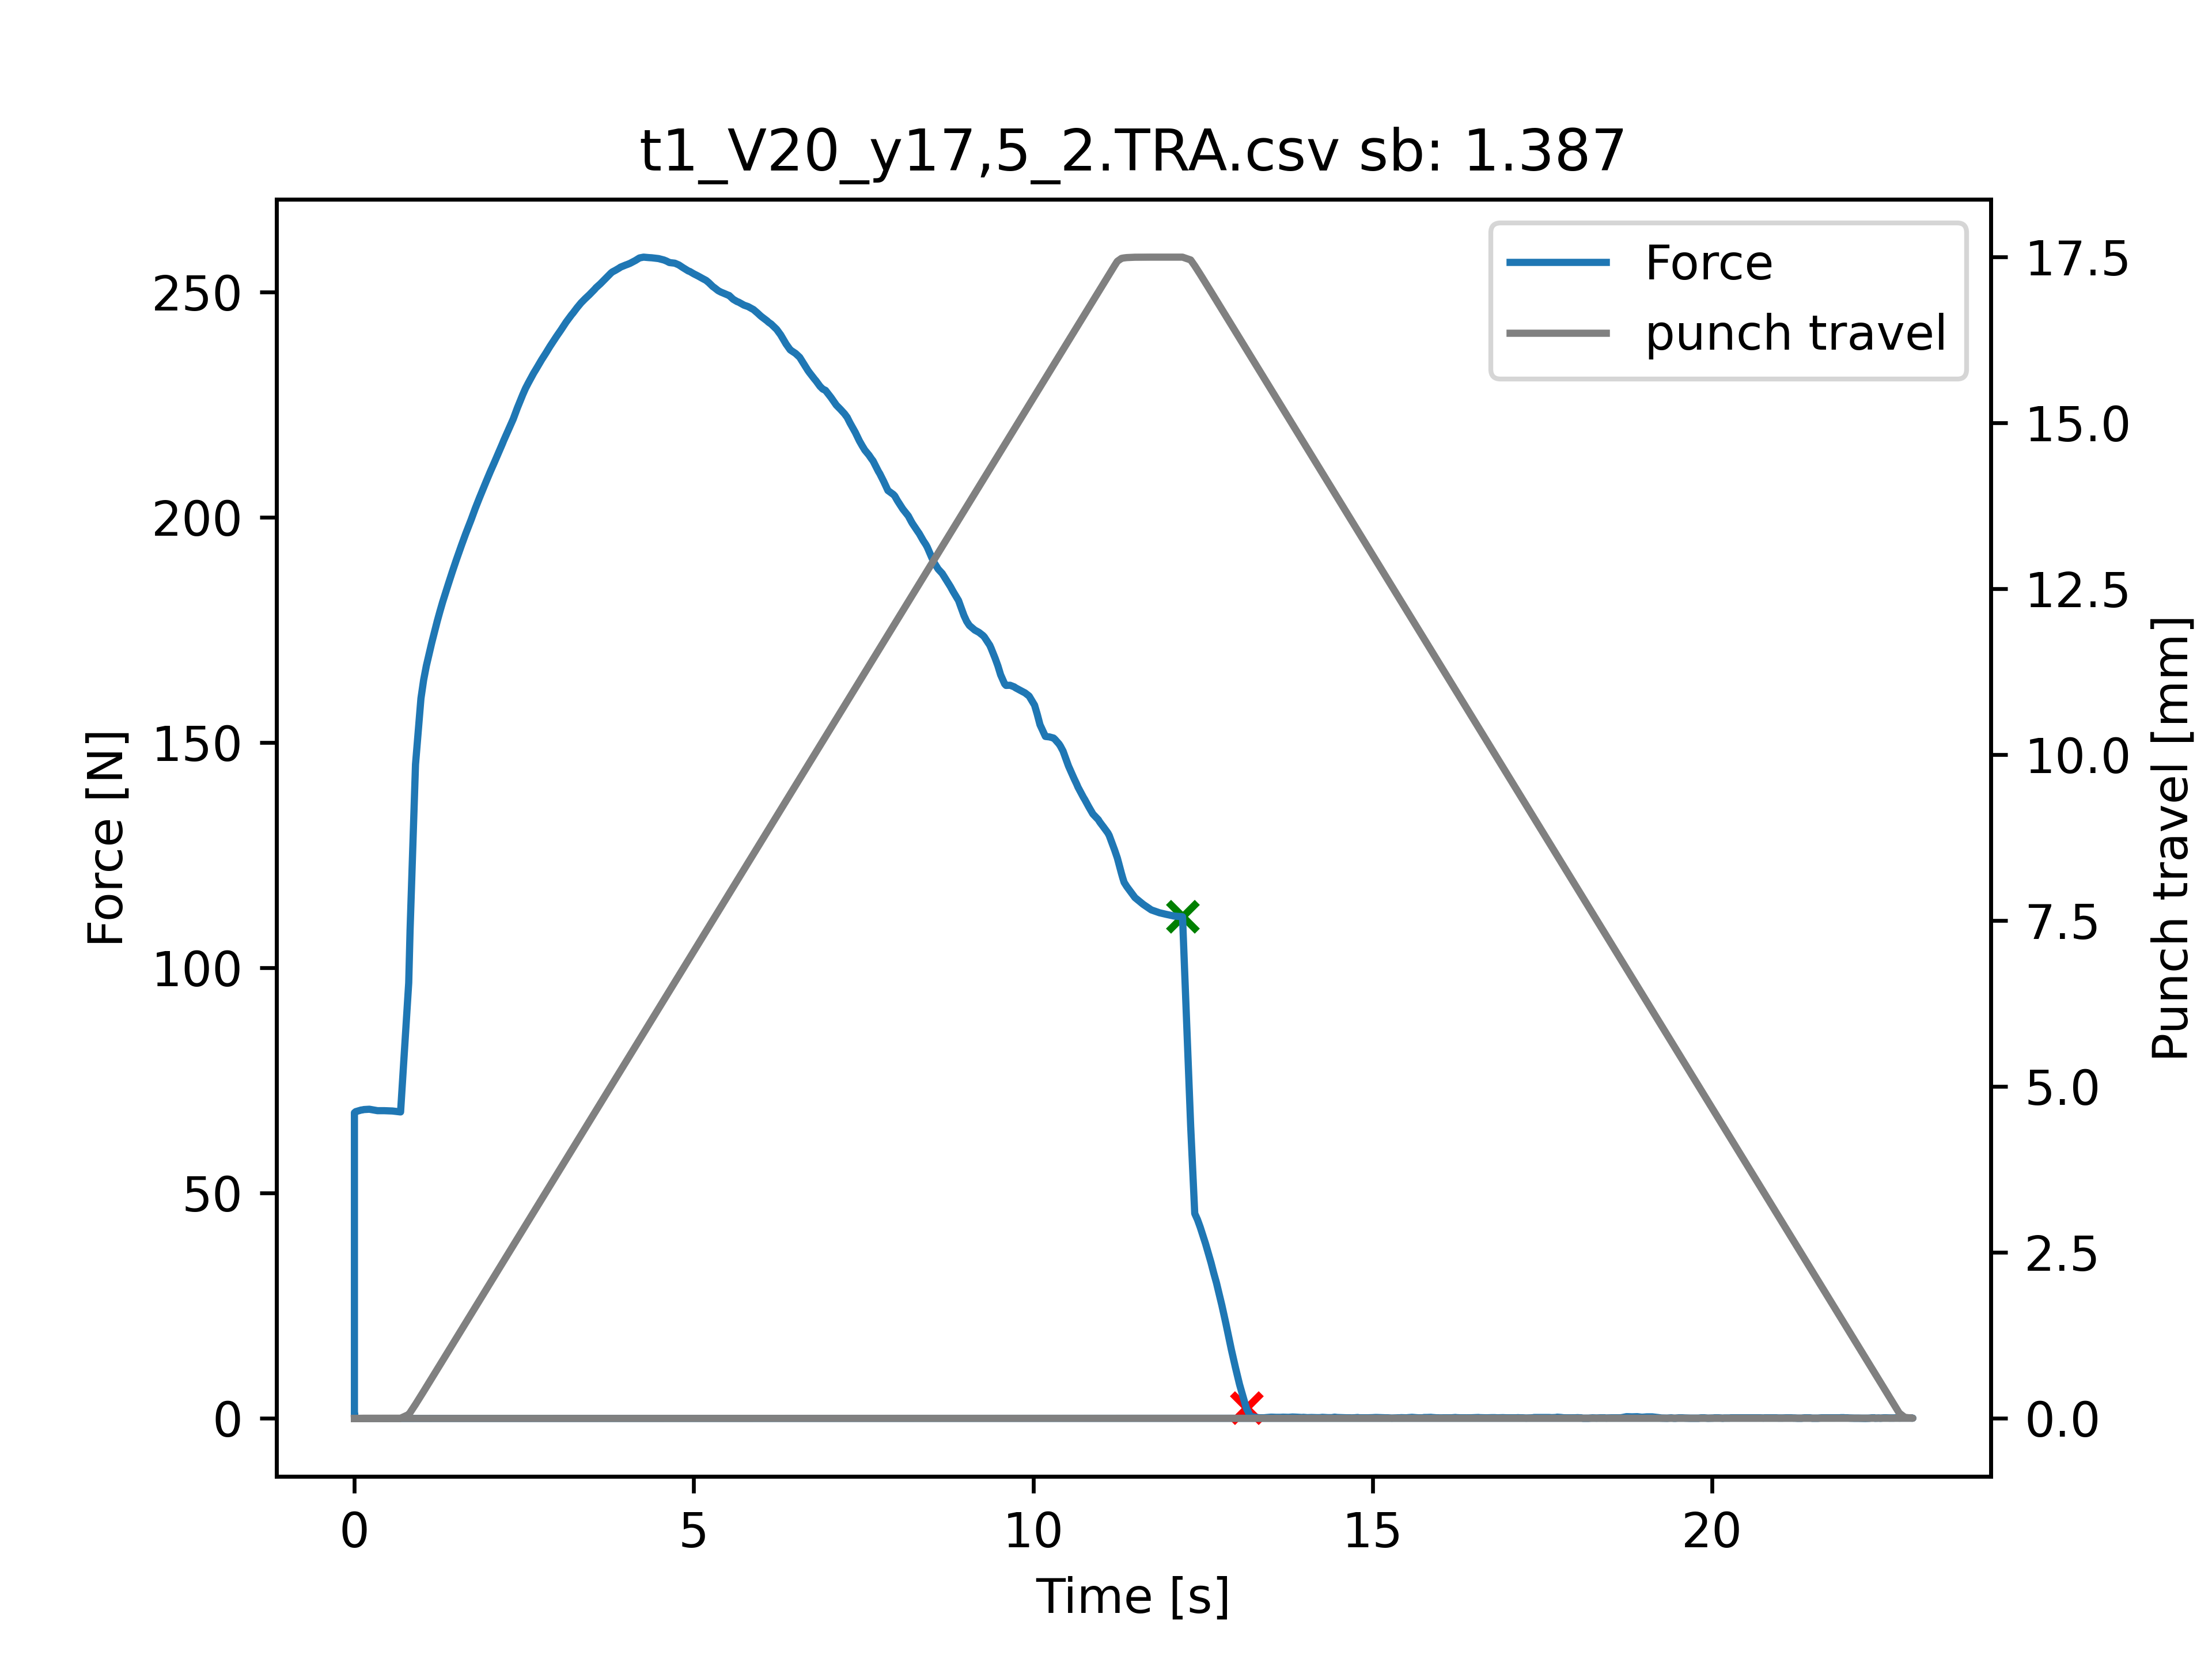 t1_V20_y17,5_2.TRA.csv sb: 1.387
Force
punch travel
Force [N]
250
200
150
100
50
0
17.5
15.0
12.5
10.0
7.5
5.0
2.5
0.0
Punch travel [mm]
0 5 10 15 20
Time [s]